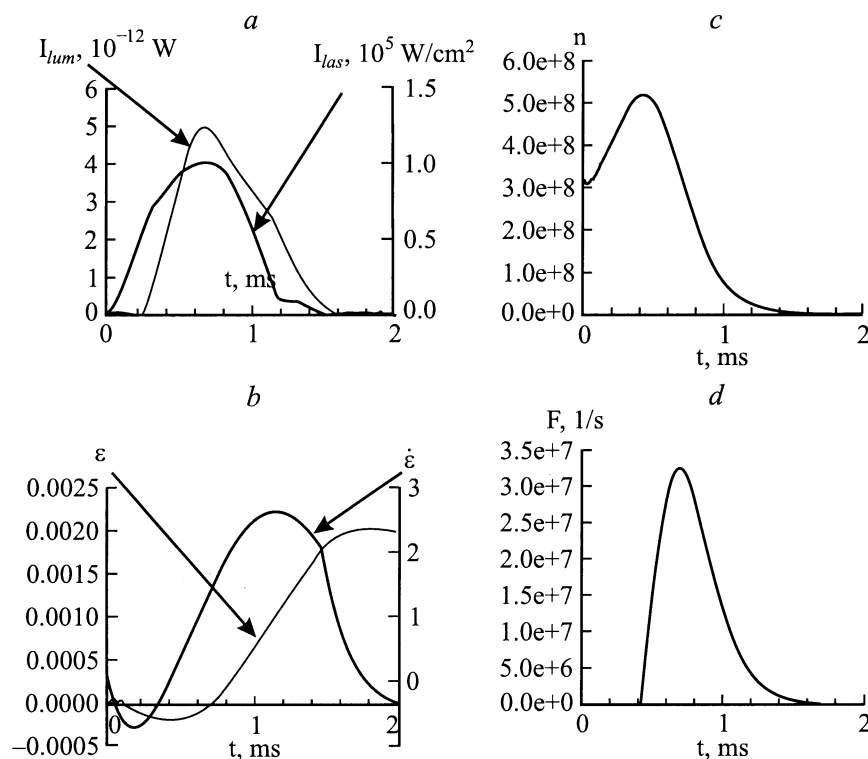 a
I_lum, 10^−12 W
I_las, 10^5 W/cm^2
6
5
4
3
2
1
0
1.5
1.0
0.5
0.0
t, ms
0
1
2
c
n
6.0e+8
5.0e+8
4.0e+8
3.0e+8
2.0e+8
1.0e+8
0.0e+0
0
1
2
t, ms
b
ε
ε̇
0.0025
0.0020
0.0015
0.0010
0.0005
0.0000
−0.0005
3
2
1
0
0
1
2
t, ms
d
F, 1/s
3.5e+7
3.0e+7
2.5e+7
2.0e+7
1.5e+7
1.0e+7
5.0e+6
0.0e+0
0
1
2
t, ms